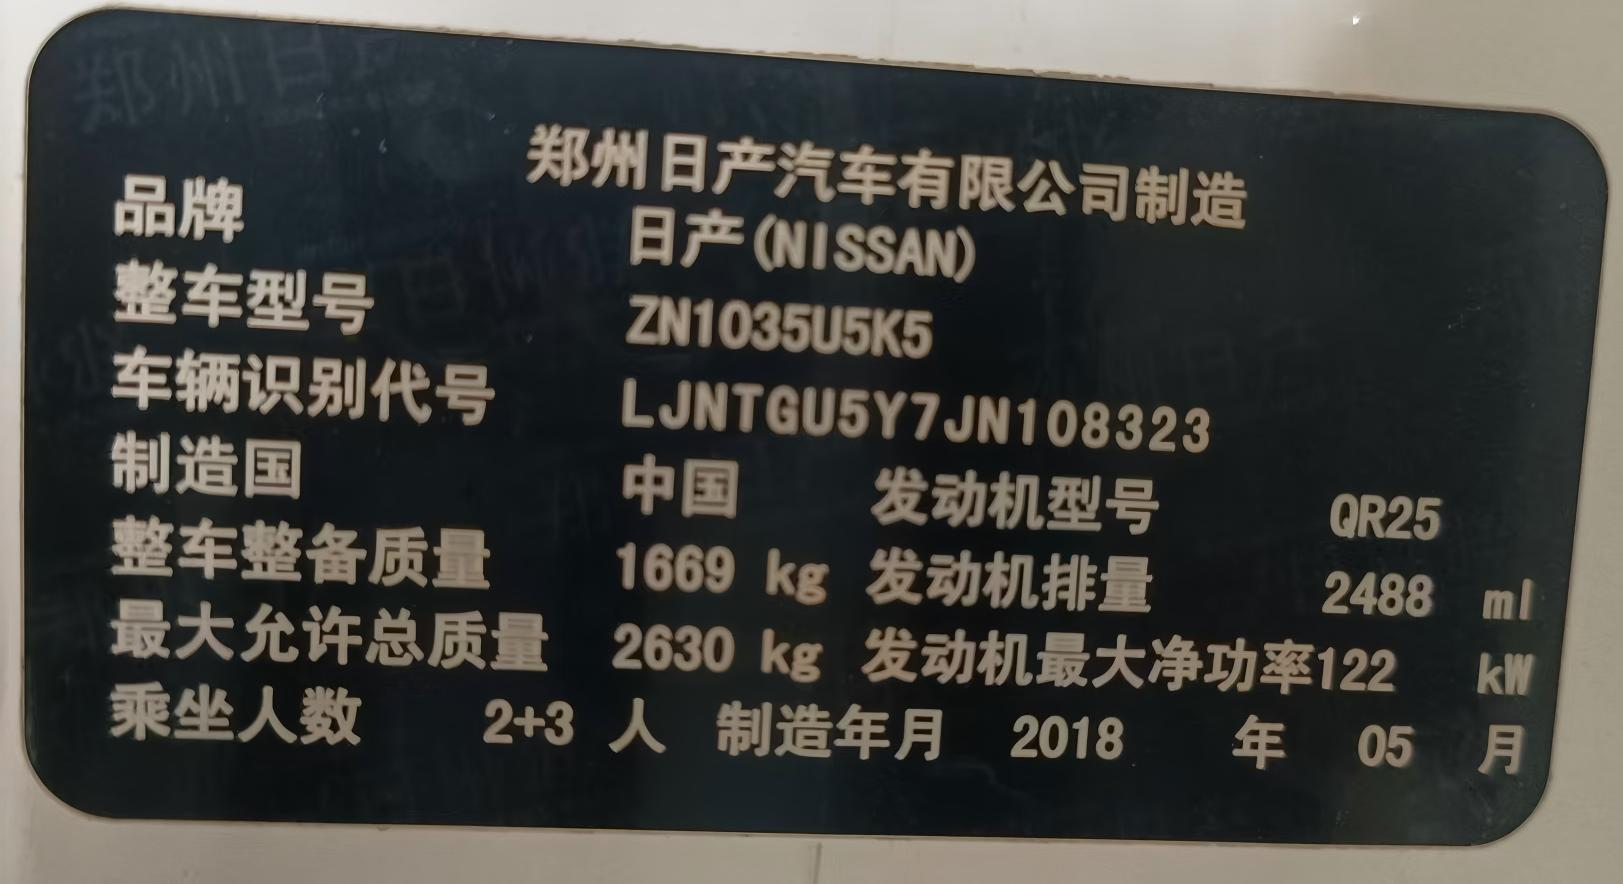 郑州日产汽车有限公司制造
品牌 日产(NISSAN)
整车型号 ZN1035U5K5
车辆识别代号 LJNTGU5Y7JN108323
制造国 中国 发动机型号 QR25
整车整备质量 1669 kg 发动机排量 2488 ml
最大允许总质量 2630 kg 发动机最大净功率122 kW
乘坐人数 2+3 人 制造年月 2018 年 05 月